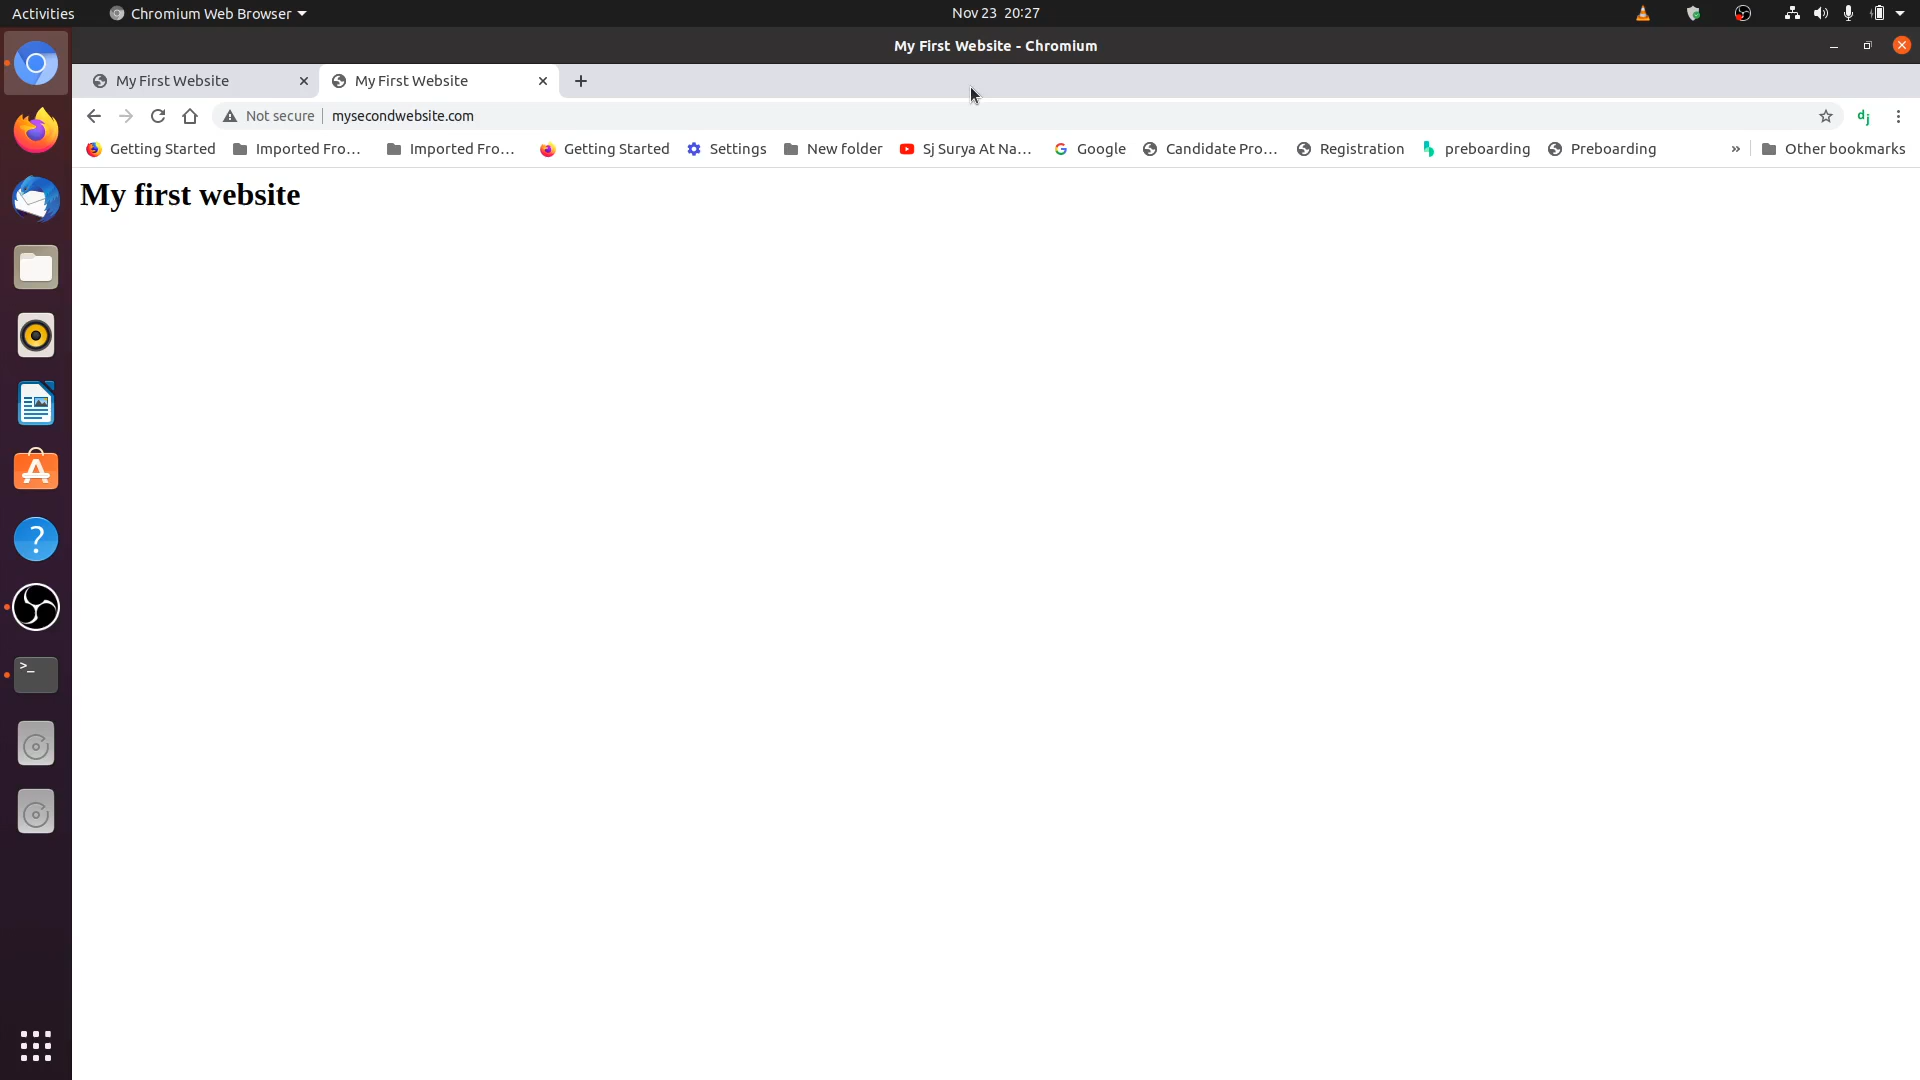 Activities Chromium Web Browser Nov 23 20:27
My First Website - Chromium
My First Website My First Website
Not secure mysecondwebsite.com dj
Getting Started Imported Fro... Imported Fro... Getting Started Settings New folder Sj Surya At Na... Google Candidate Pro... Registration preboarding Preboarding » Other bookmarks
My first website